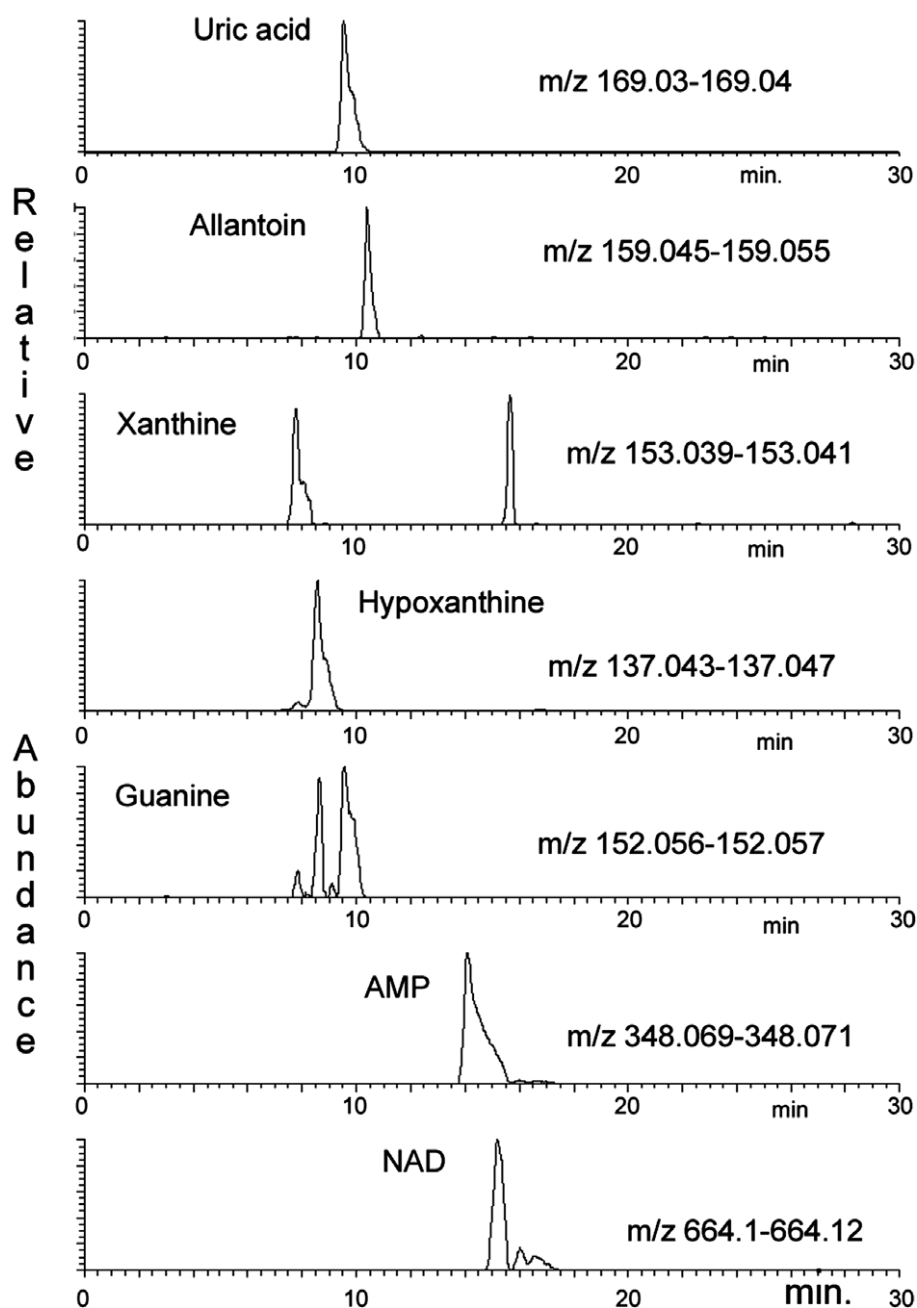 Relative Abundance
Uric acid
m/z 169.03-169.04
0 10 20 min. 30
Allantoin
m/z 159.045-159.055
0 10 20 min 30
Xanthine
m/z 153.039-153.041
0 10 20 min 30
Hypoxanthine
m/z 137.043-137.047
0 10 20 min 30
Guanine
m/z 152.056-152.057
0 10 20 min 30
AMP
m/z 348.069-348.071
0 10 20 min 30
NAD
m/z 664.1-664.12
0 10 20 min. 30